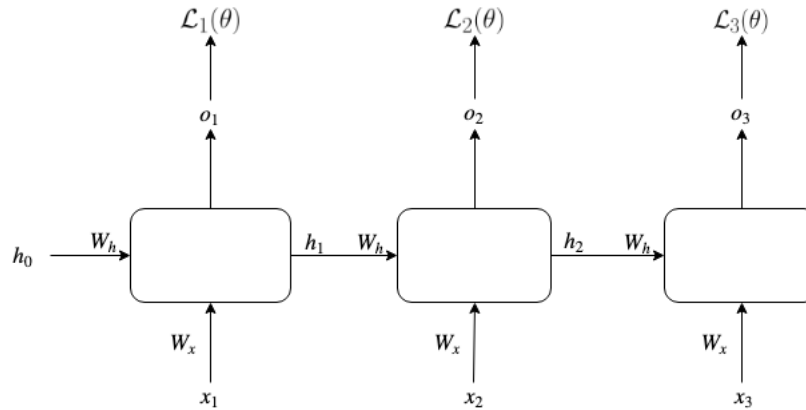 ℒ₁(θ) ℒ₂(θ) ℒ₃(θ)
o₁ o₂ o₃
h₀ Wₕ h₁ Wₕ h₂ Wₕ
Wₓ Wₓ Wₓ
x₁ x₂ x₃